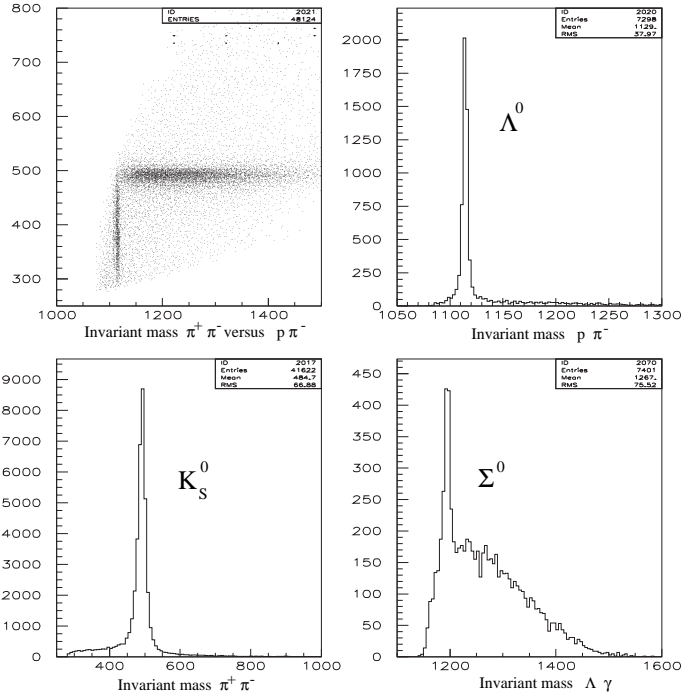 ID 2021
ENTRIES 48124
800
700
600
500
400
300
1000 1200 1400
Invariant mass π+ π- versus p π-
ID 2020
Entries 7298
Mean 1129.
RMS 37.97
Λ0
2000
1750
1500
1250
1000
750
500
250
0
1050 1100 1150 1200 1250 1300
Invariant mass p π-
ID 2017
Entries 41622
Mean 484.7
RMS 66.88
KS0
9000
8000
7000
6000
5000
4000
3000
2000
1000
0
400 600 800 1000
Invariant mass π+ π-
ID 2070
Entries 7401
Mean 1267.
RMS 75.52
Σ0
450
400
350
300
250
200
150
100
50
0
1200 1400 1600
Invariant mass Λ γ